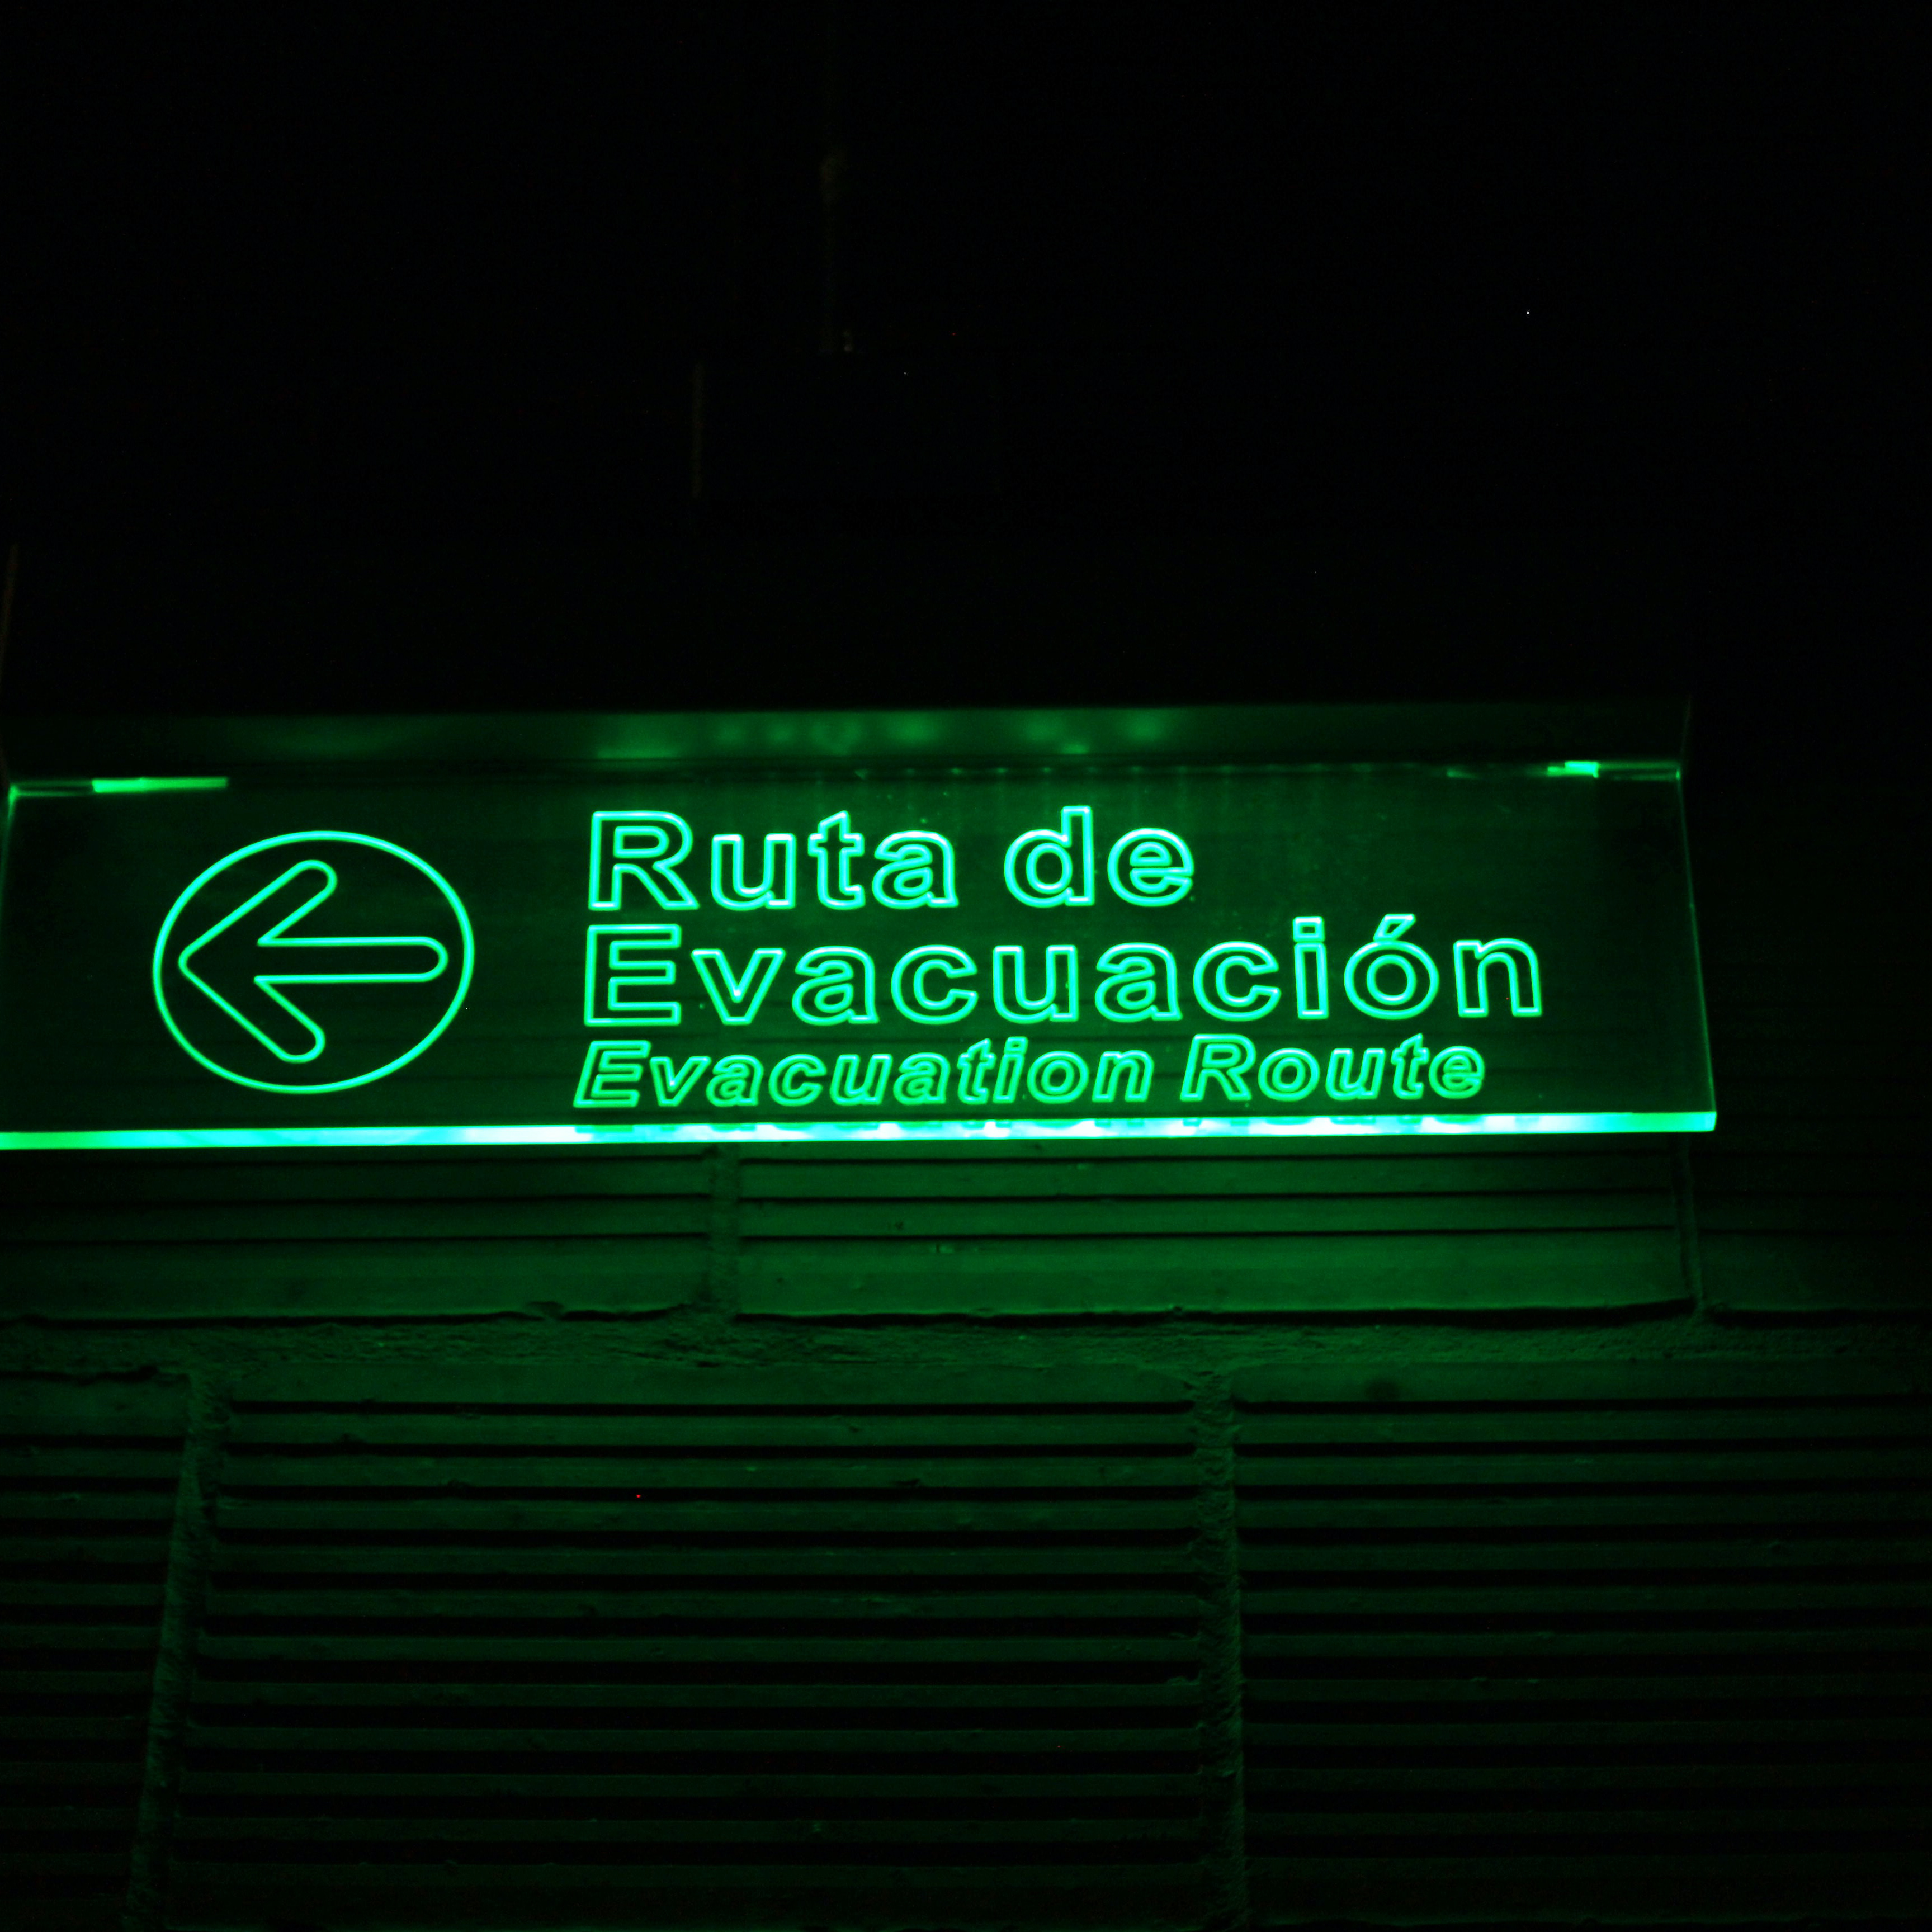 Ruta de
Evacuación
Evacuation Route